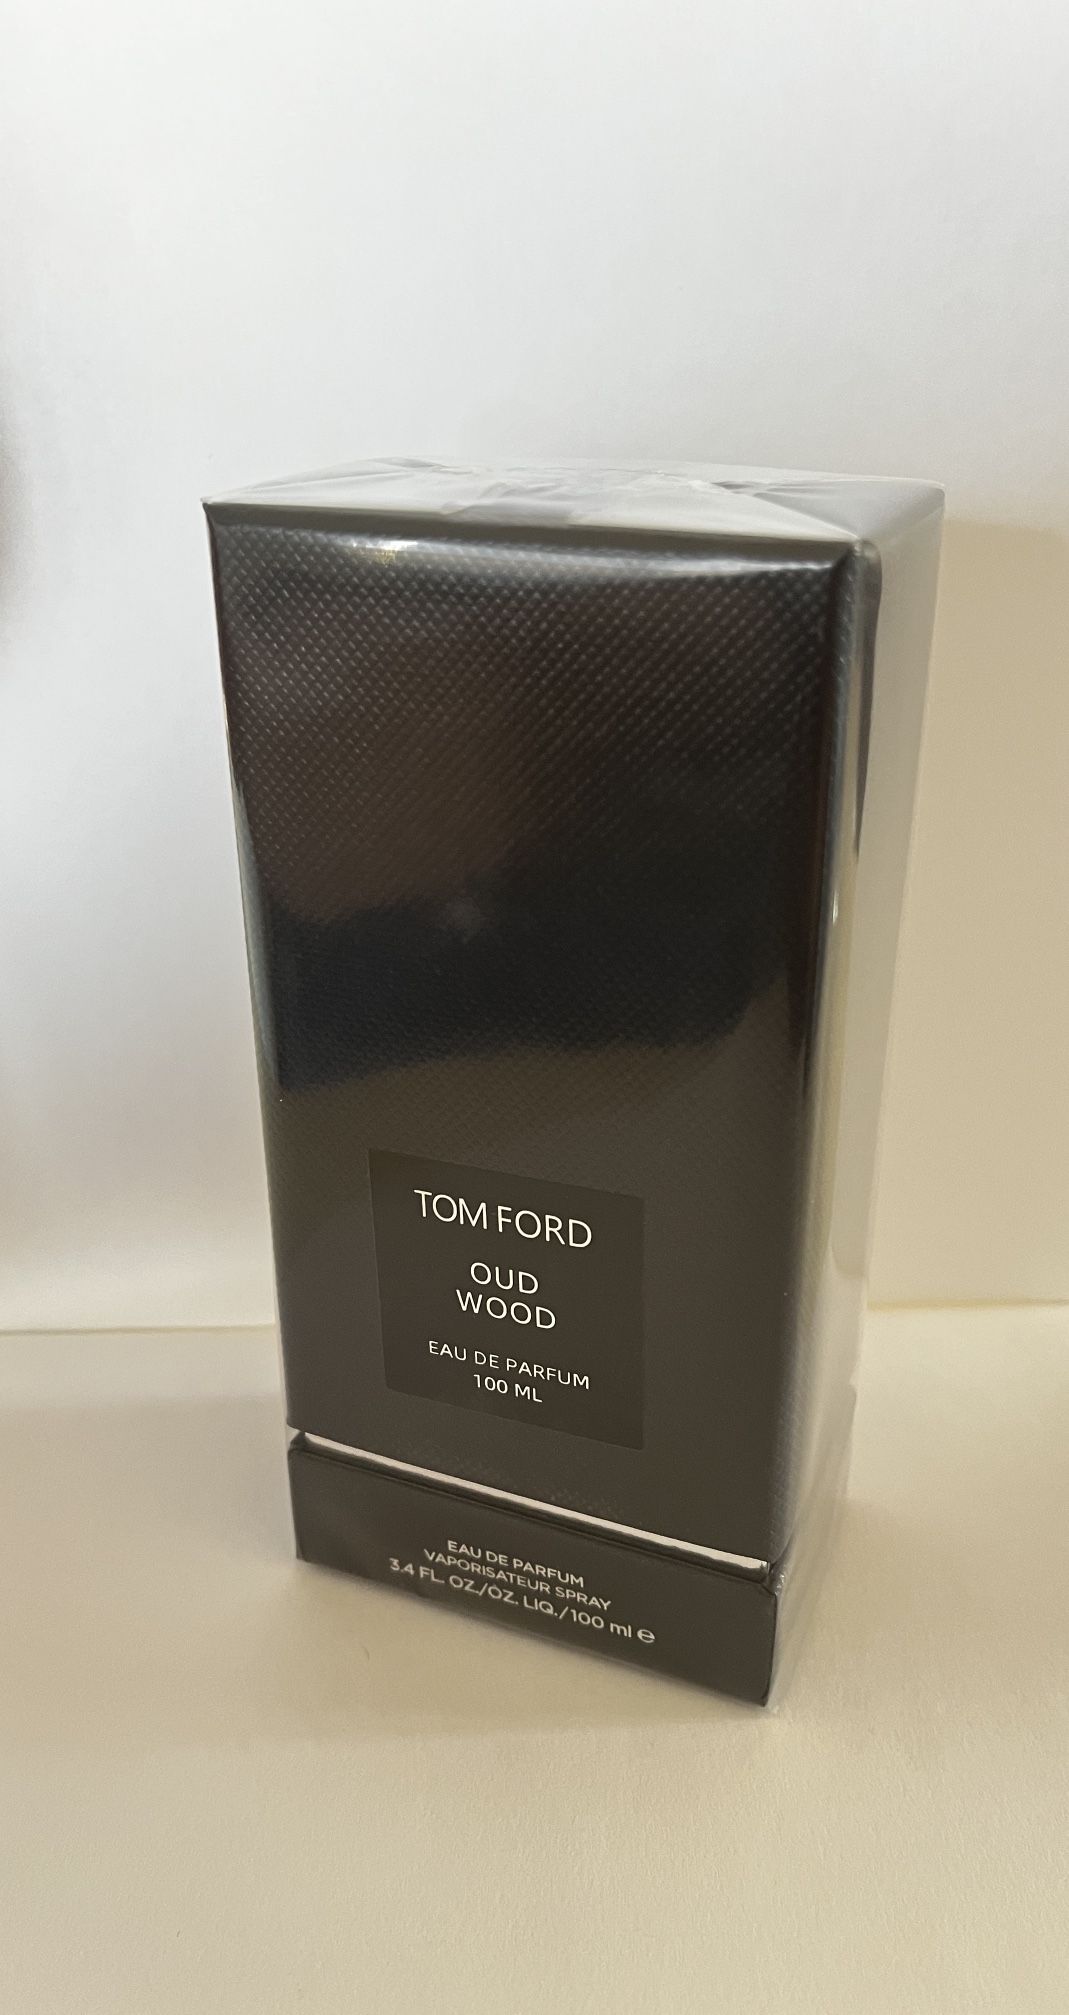 TOM FORD
OUD
WOOD
EAU DE PARFUM
100 ML
EAU DE PARFUM
VAPORISATEUR SPRAY
3.4 FL. OZ./OZ. LIQ./100 ml ℮